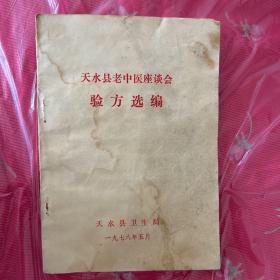 天水县老中医座谈会
验方选编
天水县卫生局
一九七六年五月